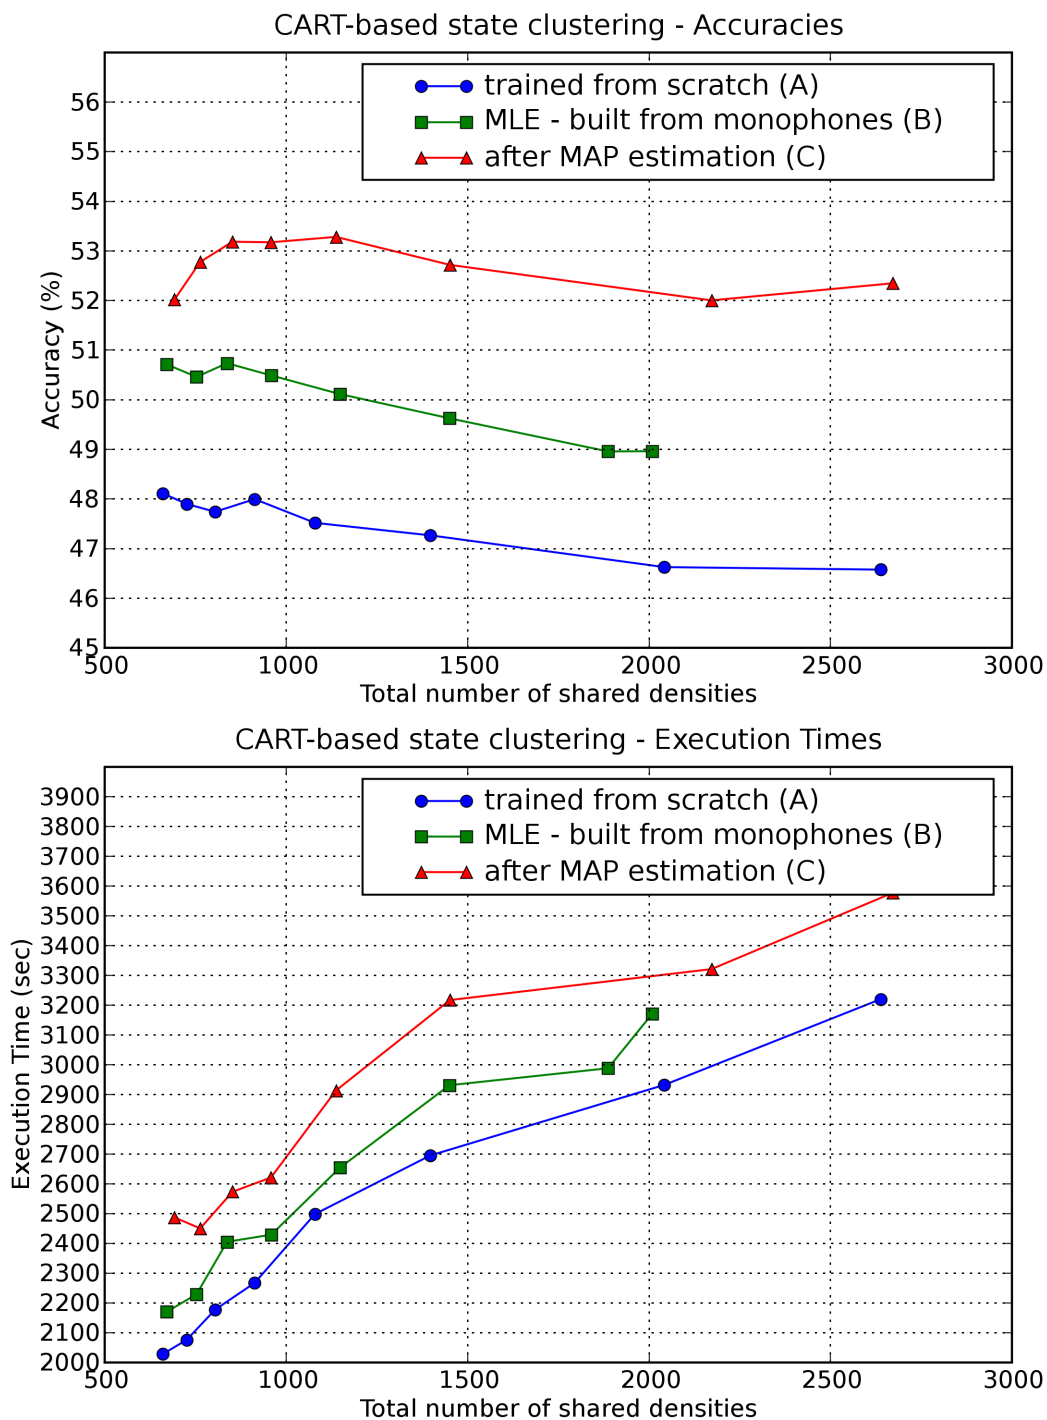 CART-based state clustering - Accuracies
trained from scratch (A)
MLE - built from monophones (B)
after MAP estimation (C)
56
55
54
53
52
51
50
49
48
47
46
45
Accuracy (%)
500 1000 1500 2000 2500 3000
Total number of shared densities
CART-based state clustering - Execution Times
trained from scratch (A)
MLE - built from monophones (B)
after MAP estimation (C)
3900
3800
3700
3600
3500
3400
3300
3200
3100
3000
2900
2800
2700
2600
2500
2400
2300
2200
2100
2000
Execution Time (sec)
500 1000 1500 2000 2500 3000
Total number of shared densities